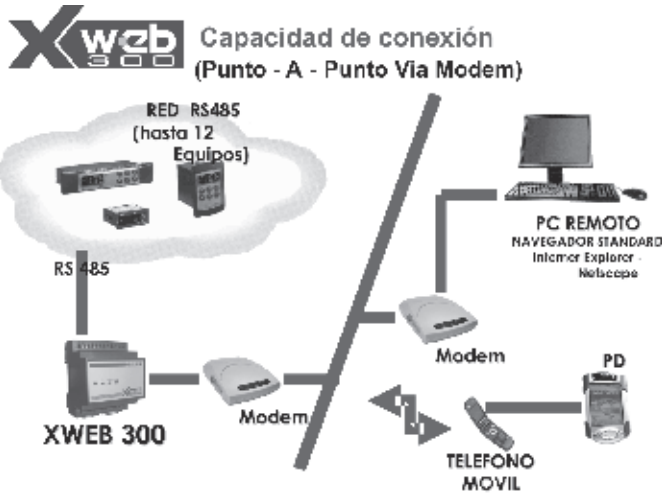 Xweb
300
Capacidad de conexión
(Punto - A - Punto Via Modem)
RED RS485
(hasta 12
Equipos)
RS 485
XWEB 300
Modem
Modem
PC REMOTO
NAVEGADOR STANDARD
Internet Explorer -
Netscape
PD
TELEFONO
MOVIL